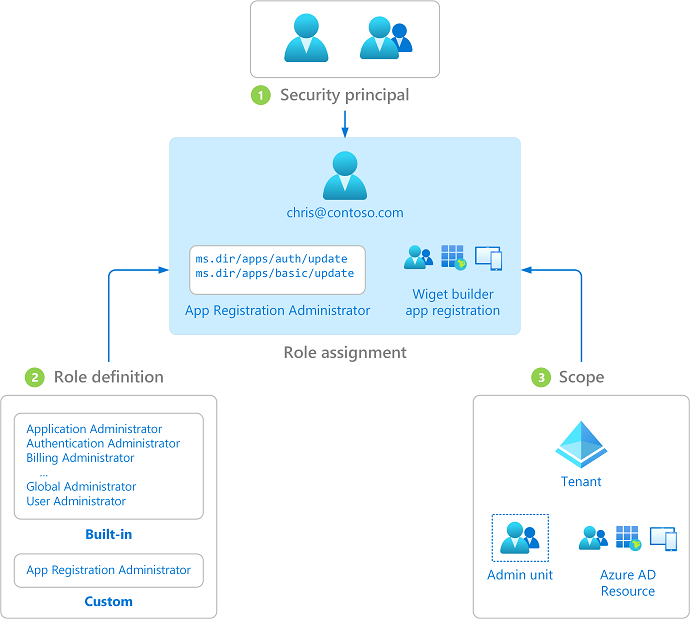 1 Security principal
chris@contoso.com
ms.dir/apps/auth/update
ms.dir/apps/basic/update
App Registration Administrator
Wiget builder
app registration
Role assignment
2 Role definition
Application Administrator
Authentication Administrator
Billing Administrator
...
Global Administrator
User Administrator
Built-in
App Registration Administrator
Custom
3 Scope
Tenant
Admin unit
Azure AD
Resource